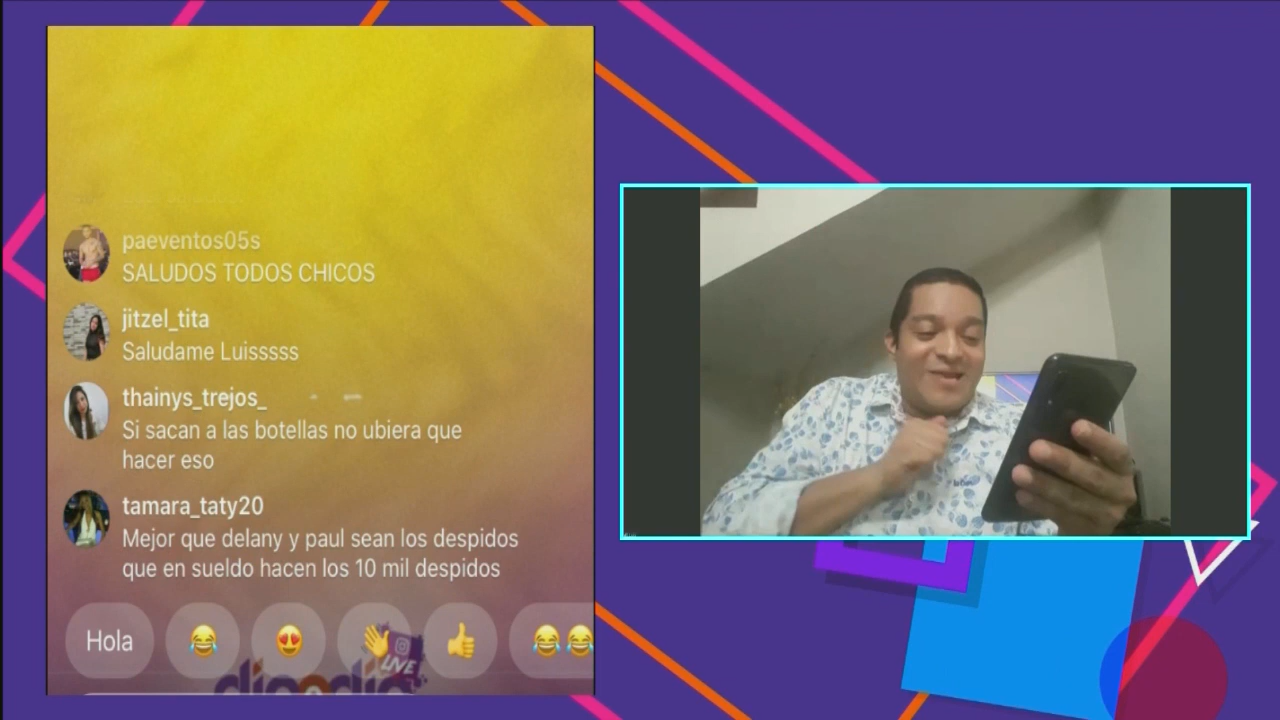 paeventos05s
SALUDOS TODOS CHICOS
jitzel_tita
Saludame Luisssss
thainys_trejos_
Si sacan a las botellas no ubiera que
hacer eso
tamara_taty20
Mejor que delany y paul sean los despidos
que en sueldo hacen los 10 mil despidos
Hola
LIVE